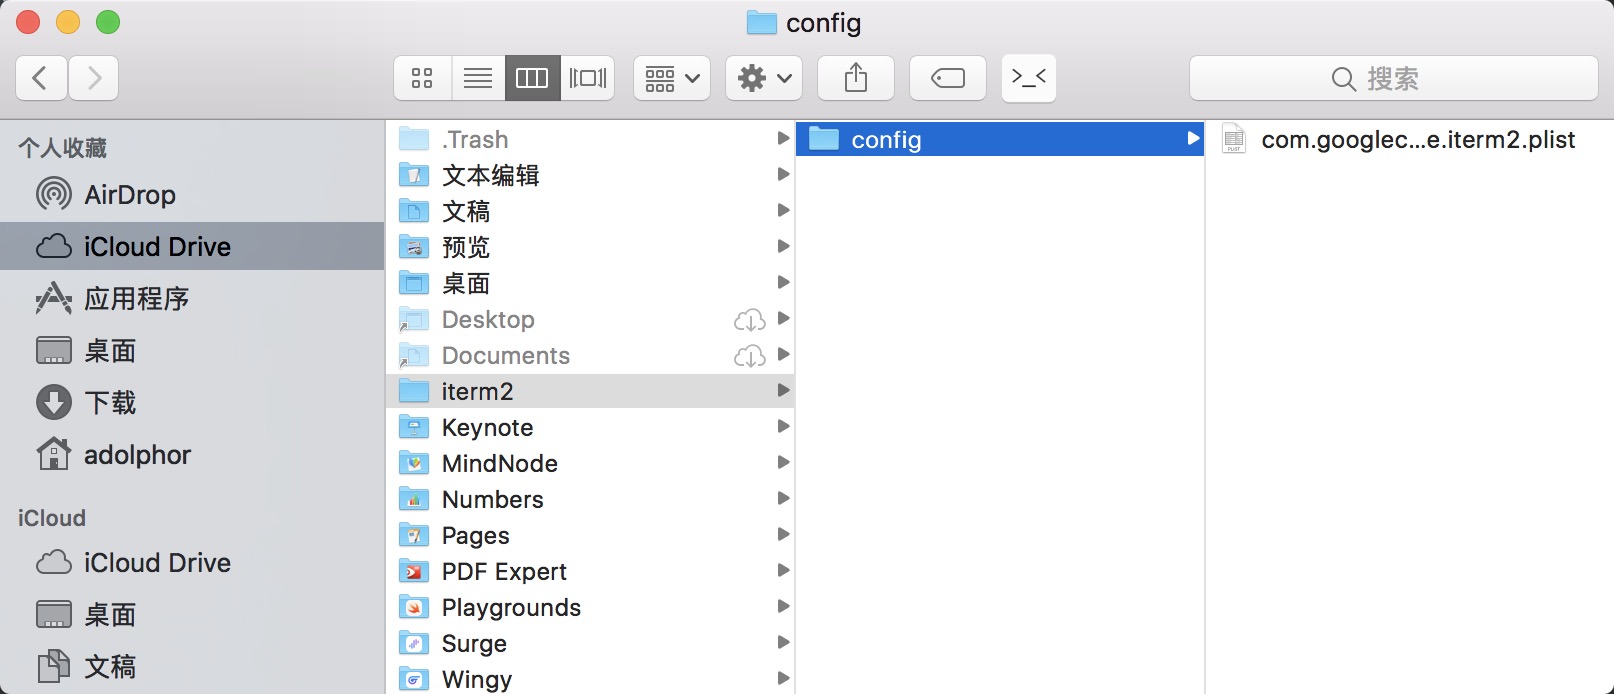 config
>_<
搜索
个人收藏
AirDrop
iCloud Drive
应用程序
桌面
下载
adolphor
iCloud
iCloud Drive
桌面
文稿
.Trash
文本编辑
文稿
预览
桌面
Desktop
Documents
iterm2
Keynote
MindNode
Numbers
Pages
PDF Expert
Playgrounds
Surge
Wingy
config
com.googlec...e.iterm2.plist
PLIST